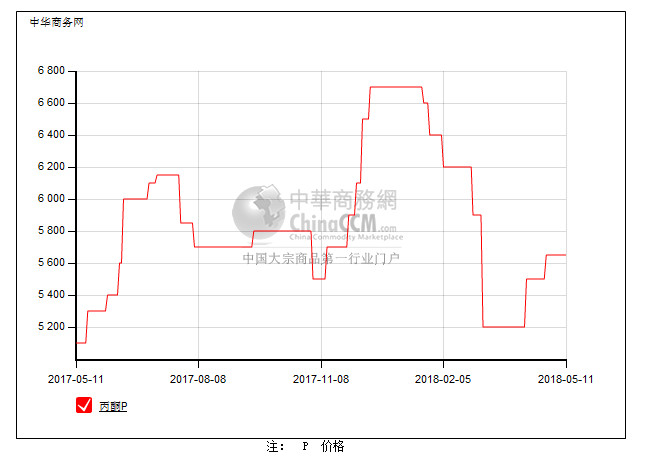 中华商务网
6 800
6 600
6 400
6 200
6 000
5 800
5 600
5 400
5 200
中華商務網
ChinaCCM.com
China Commodity Marketplace
中国大宗商品第一行业门户
2017-05-11 2017-08-08 2017-11-08 2018-02-05 2018-05-11
丙酮P
注： P 价格